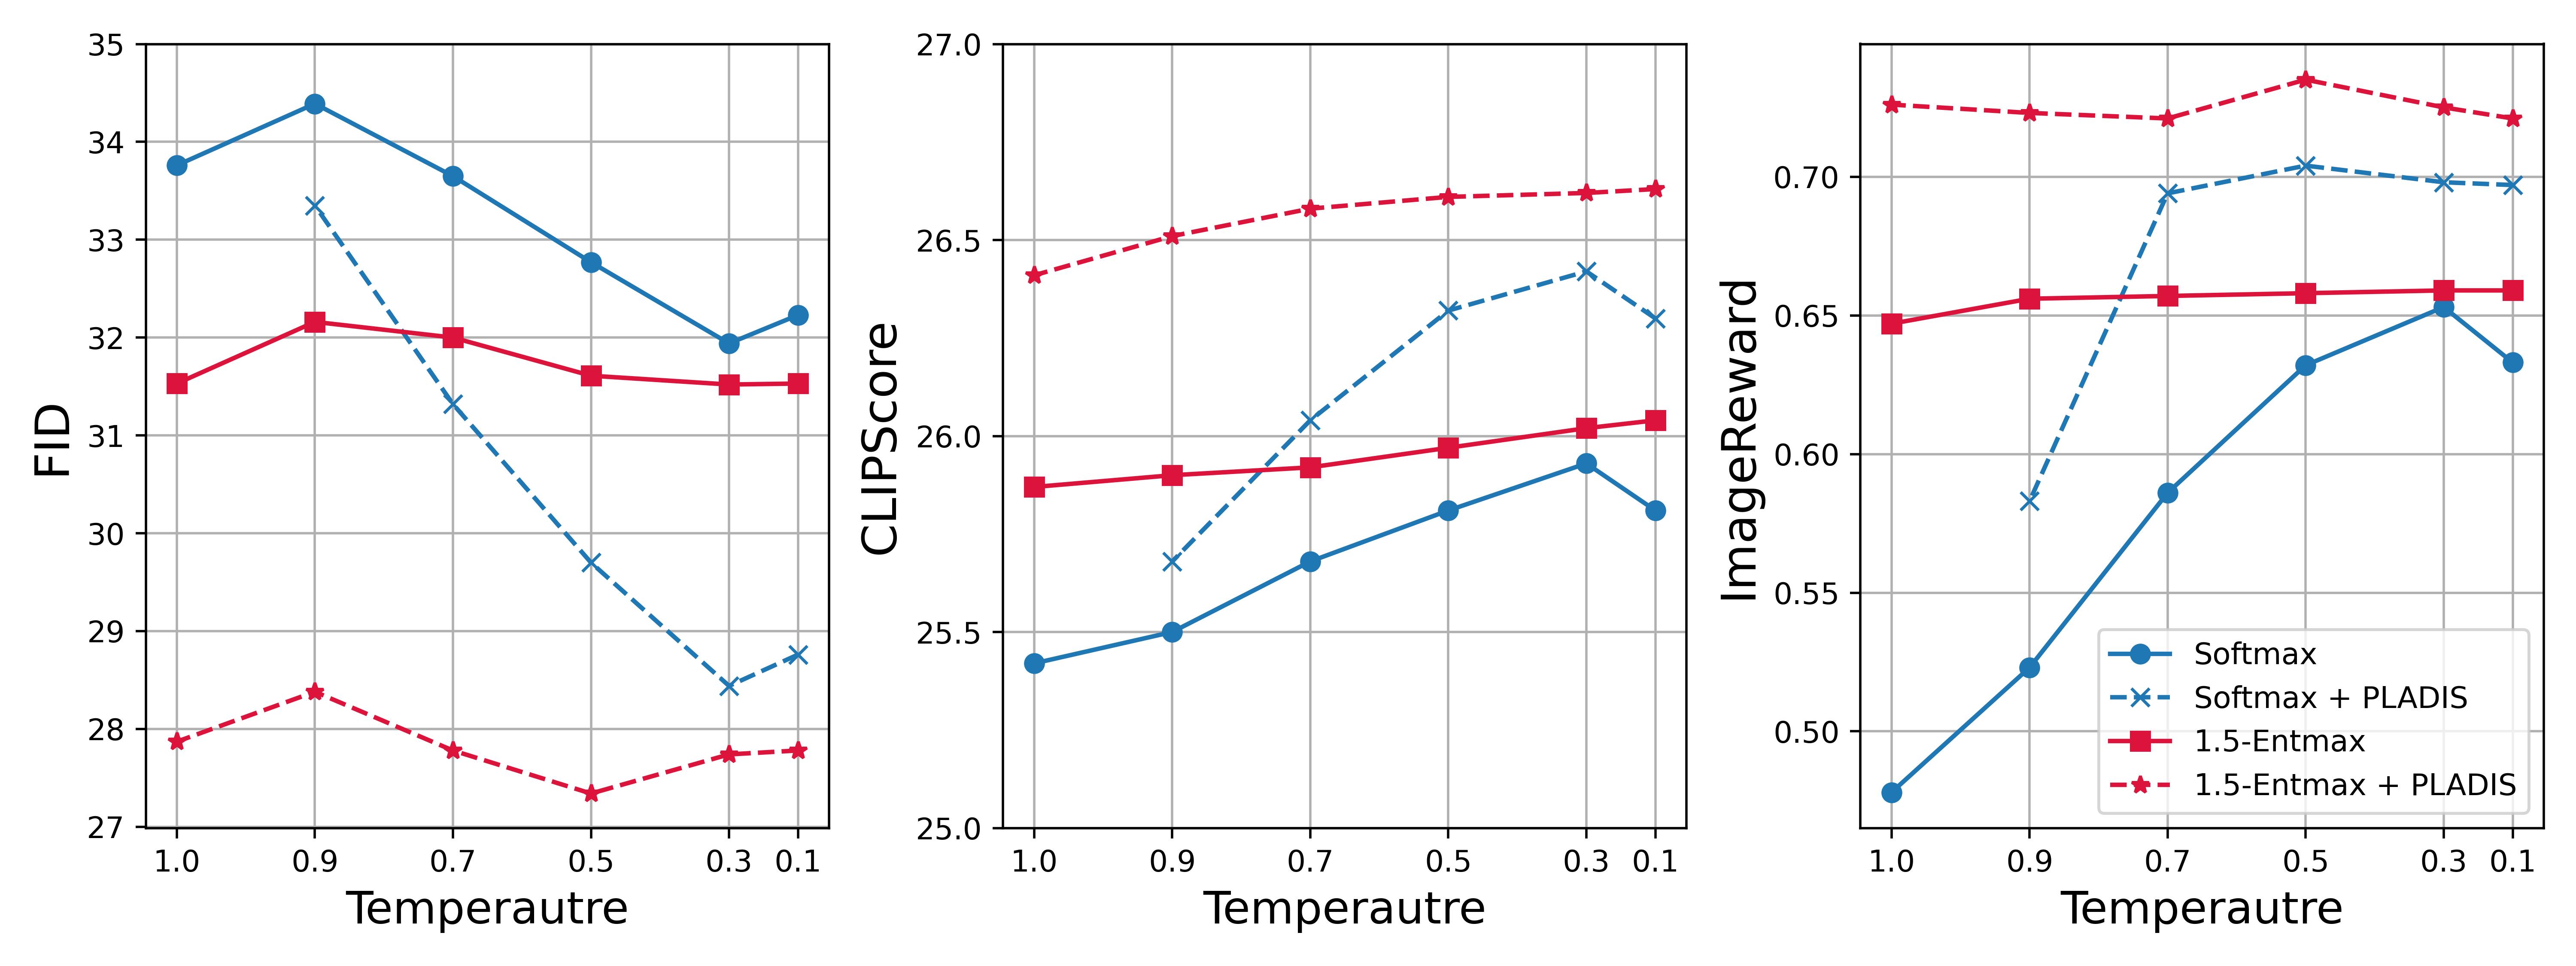 FID
35
34
33
32
31
30
29
28
27
1.0 0.9 0.7 0.5 0.3 0.1
Temperautre
CLIPScore
27.0
26.5
26.0
25.5
25.0
1.0 0.9 0.7 0.5 0.3 0.1
Temperautre
ImageReward
0.70
0.65
0.60
0.55
0.50
1.0 0.9 0.7 0.5 0.3 0.1
Temperautre
Softmax
Softmax + PLADIS
1.5-Entmax
1.5-Entmax + PLADIS